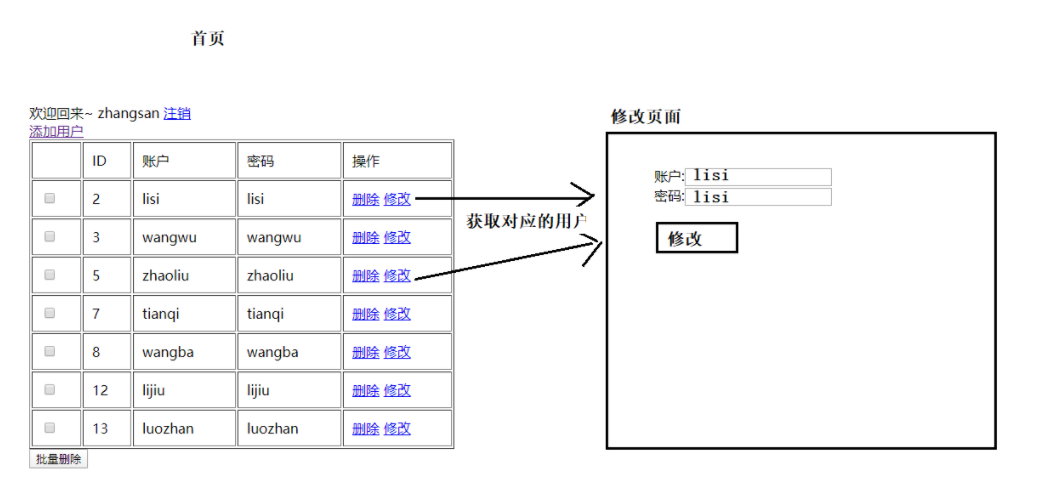 首页
欢迎回来~ zhangsan 注销
添加用户
ID 账户 密码 操作
2 lisi lisi 删除 修改
3 wangwu wangwu 删除 修改
5 zhaoliu zhaoliu 删除 修改
7 tianqi tianqi 删除 修改
8 wangba wangba 删除 修改
12 lijiu lijiu 删除 修改
13 luozhan luozhan 删除 修改
批量删除
获取对应的用户
修改页面
账户: lisi
密码: lisi
修改